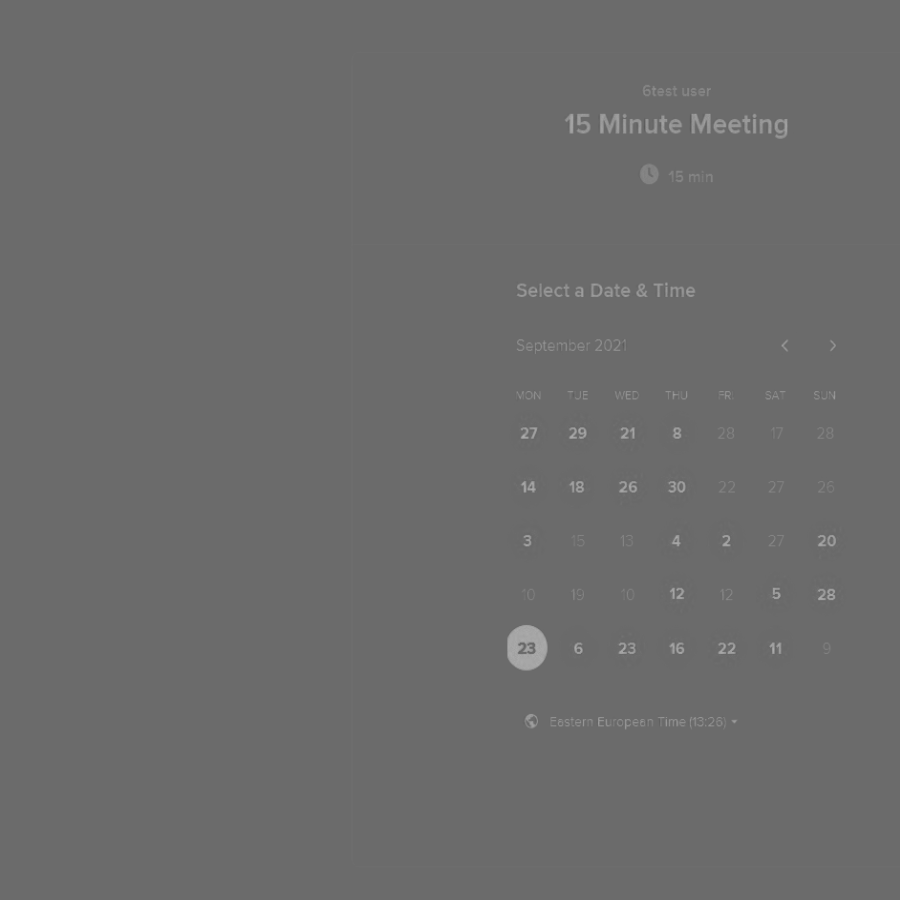 6test user
15 Minute Meeting
15 min
Select a Date & Time
September 2021
MON TUE WED THU FRI SAT SUN
27 29 21 8 28 17 28
14 18 26 30 22 27 26
3 15 13 4 2 27 20
10 19 10 12 12 5 28
23 6 23 16 22 11 9
Eastern European Time (13:26)